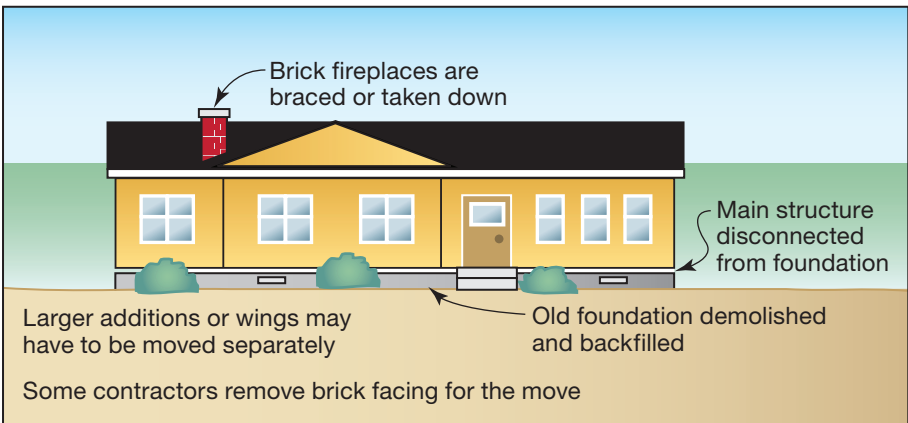 Brick fireplaces are
braced or taken down
Main structure
disconnected
from foundation
Larger additions or wings may
have to be moved separately
Old foundation demolished
and backfilled
Some contractors remove brick facing for the move